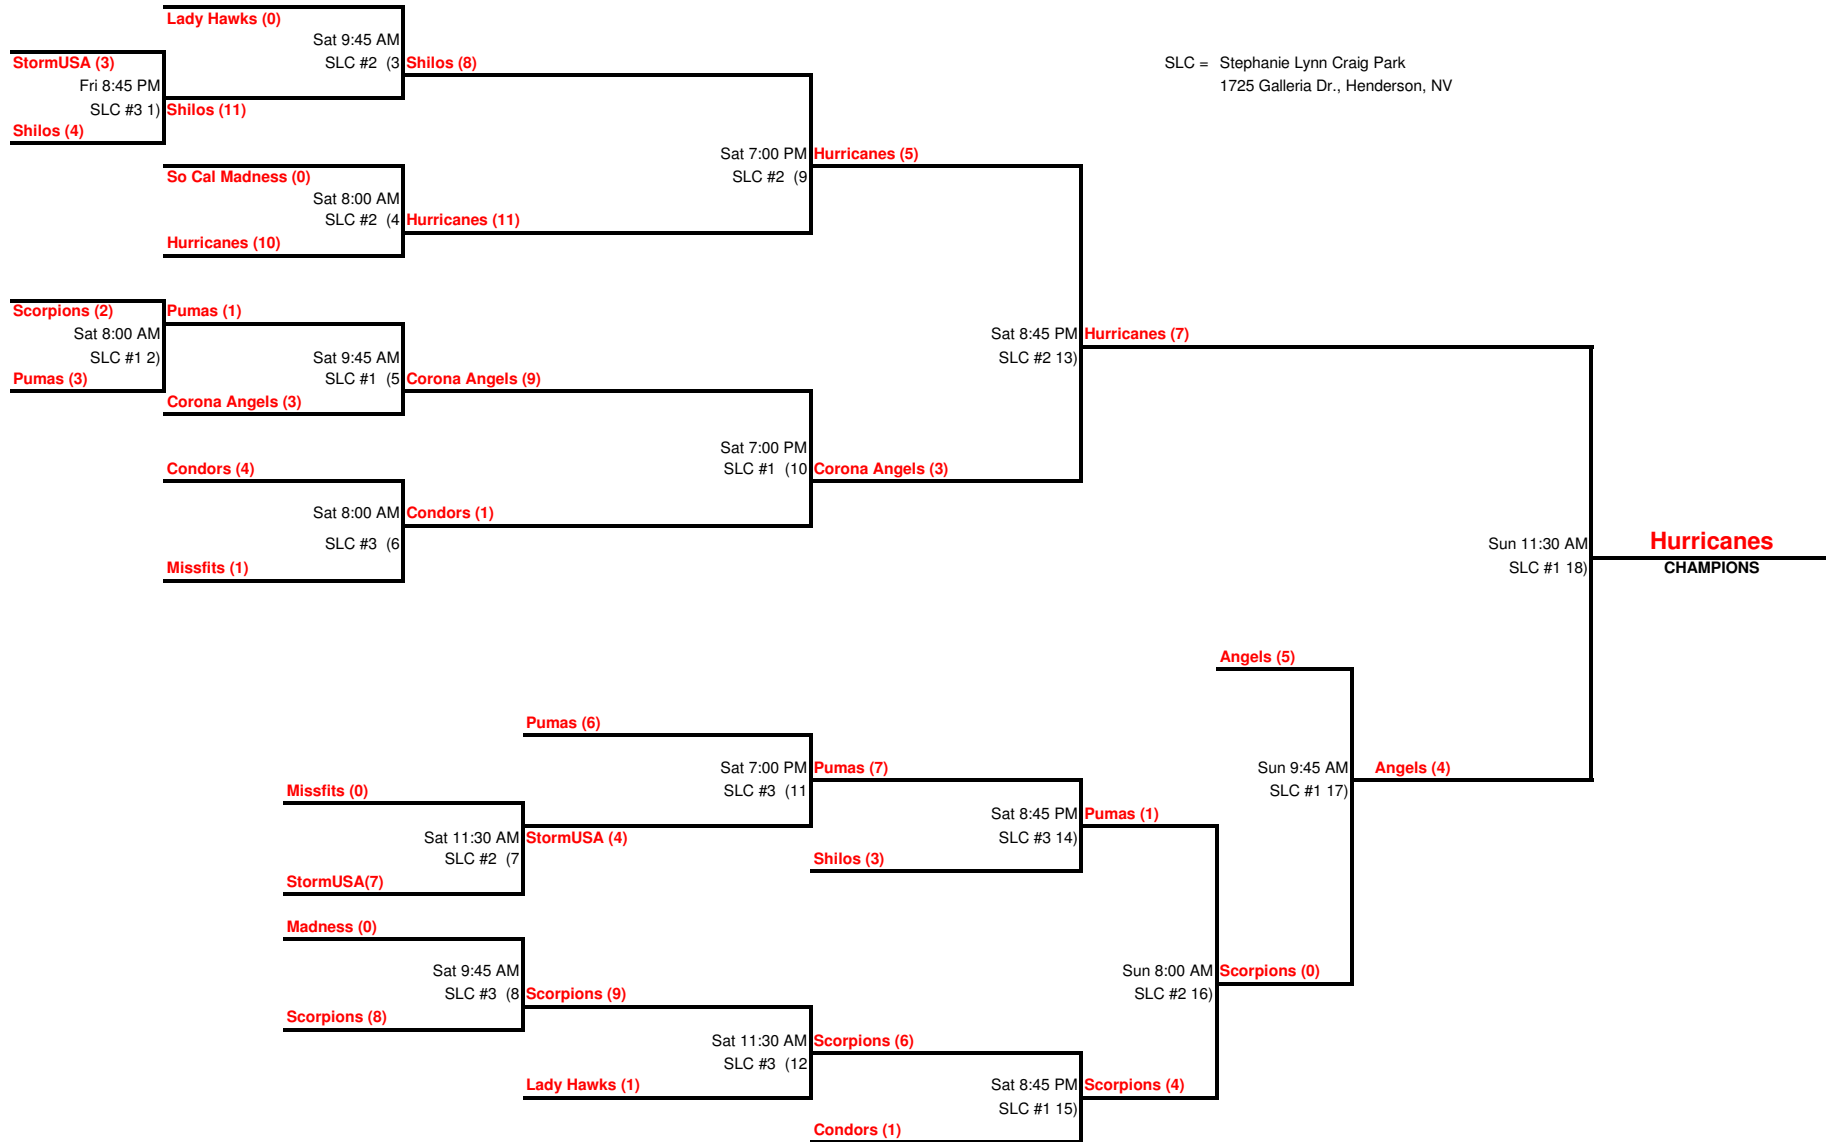 Lady Hawks (0)
Sat 9:45 AM
SLC #2  (3
Shilos (8)
SLC =  Stephanie Lynn Craig Park
1725 Galleria Dr., Henderson, NV
StormUSA (3)
Fri 8:45 PM
SLC #3 1)
Shilos (11)
Shilos (4)
Sat 7:00 PM
SLC #2  (9
Hurricanes (5)
So Cal Madness (0)
Sat 8:00 AM
SLC #2  (4
Hurricanes (11)
Hurricanes (10)
Scorpions (2)
Pumas (1)
Sat 8:00 AM
SLC #1 2)
Sat 9:45 AM
SLC #1  (5
Corona Angels (9)
Pumas (3)
Corona Angels (3)
Sat 8:45 PM
SLC #2 13)
Hurricanes (7)
Sat 7:00 PM
SLC #1  (10
Corona Angels (3)
Condors (4)
Sat 8:00 AM
SLC #3  (6
Condors (1)
Missfits (1)
Sun 11:30 AM
SLC #1 18)
Hurricanes
CHAMPIONS
Angels (5)
Pumas (6)
Sat 7:00 PM
SLC #3  (11
Pumas (7)
Sun 9:45 AM
SLC #1 17)
Angels (4)
Missfits (0)
Sat 11:30 AM
SLC #2  (7
StormUSA (4)
Sat 8:45 PM
SLC #3 14)
Pumas (1)
Shilos (3)
StormUSA(7)
Madness (0)
Sat 9:45 AM
SLC #3  (8
Scorpions (9)
Sun 8:00 AM
SLC #2 16)
Scorpions (0)
Scorpions (8)
Sat 11:30 AM
SLC #3  (12
Scorpions (6)
Lady Hawks (1)
Sat 8:45 PM
SLC #1 15)
Scorpions (4)
Condors (1)